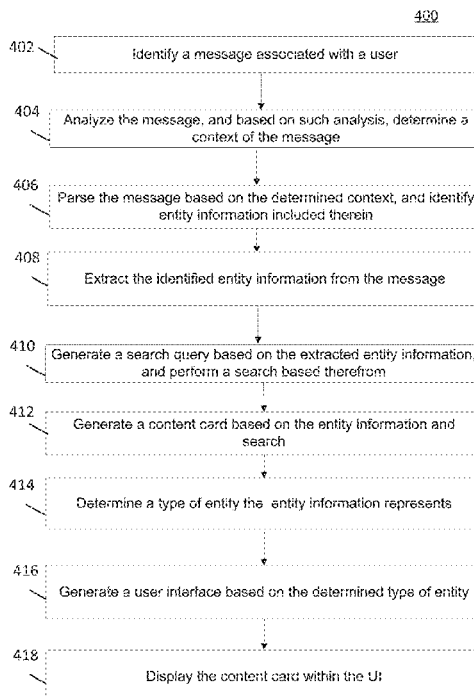 400
402
Identify a message associated with a user
404
Analyze the message, and based on such analysis, determine a
context of the message
406
Parse the message based on the determined context, and identify
entity information included therein
408
Extract the identified entity information from the message
410
Generate a search query based on the extracted entity information,
and perform a search based therefrom
412
Generate a content card based on the entity information and
search
414
Determine a type of entity the entity information represents
416
Generate a user interface based on the determined type of entity
418
Display the content card within the UI